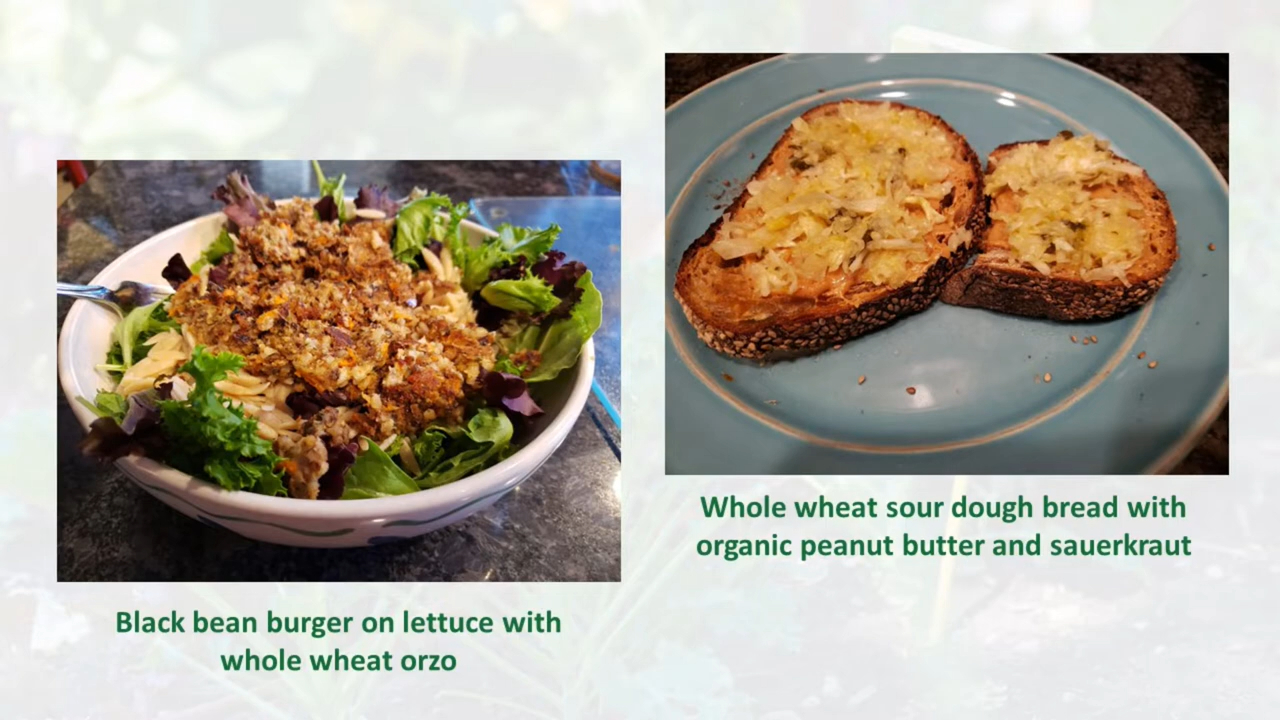 Black bean burger on lettuce with
whole wheat orzo
Whole wheat sour dough bread with
organic peanut butter and sauerkraut